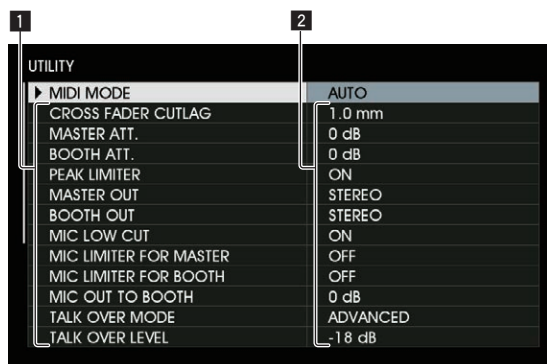 1 2
UTILITY
MIDI MODE AUTO
CROSS FADER CUTLAG 1.0 mm
MASTER ATT. 0 dB
BOOTH ATT. 0 dB
PEAK LIMITER ON
MASTER OUT STEREO
BOOTH OUT STEREO
MIC LOW CUT ON
MIC LIMITER FOR MASTER OFF
MIC LIMITER FOR BOOTH OFF
MIC OUT TO BOOTH 0 dB
TALK OVER MODE ADVANCED
TALK OVER LEVEL -18 dB